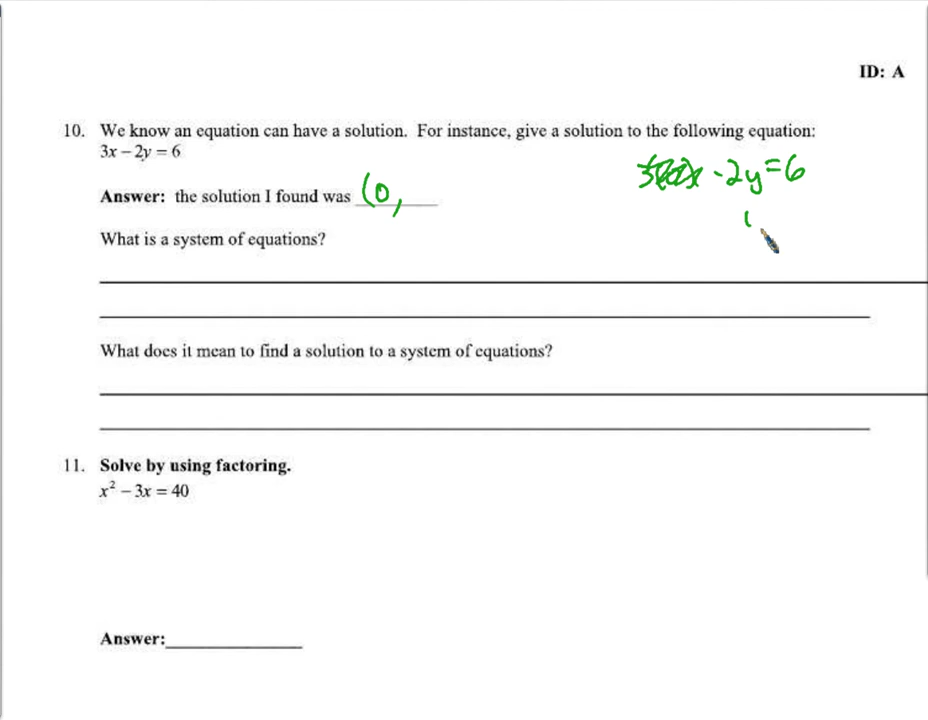 ID: A
10. We know an equation can have a solution. For instance, give a solution to the following equation:
3x – 2y = 6
-2y=6
Answer: the solution I found was (0,
What is a system of equations?
What does it mean to find a solution to a system of equations?
11. Solve by using factoring.
x² – 3x = 40
Answer: